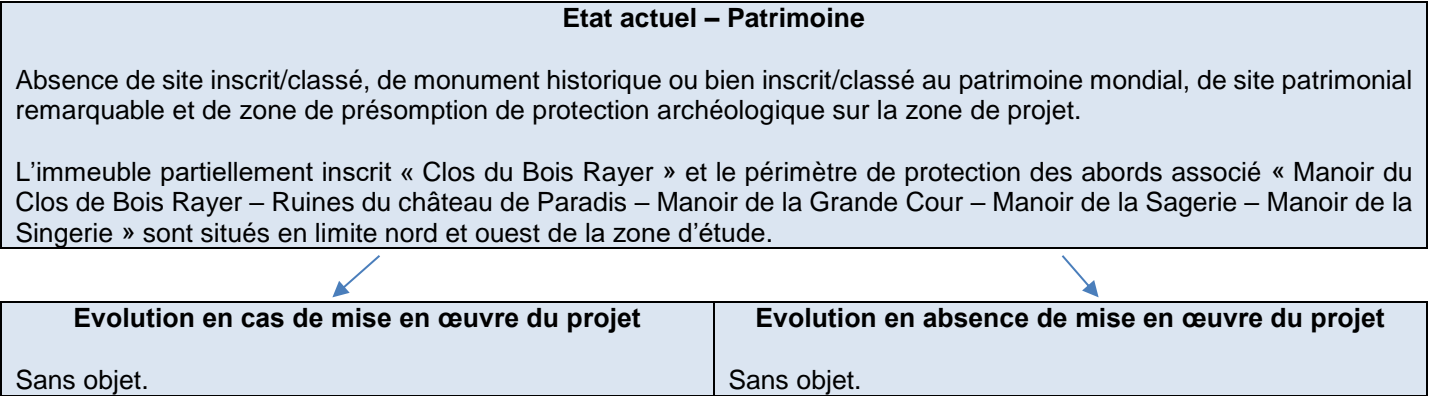 Etat actuel – Patrimoine
Absence de site inscrit/classé, de monument historique ou bien inscrit/classé au patrimoine mondial, de site patrimonial
remarquable et de zone de présomption de protection archéologique sur la zone de projet.
L’immeuble partiellement inscrit « Clos du Bois Rayer » et le périmètre de protection des abords associé « Manoir du
Clos de Bois Rayer – Ruines du château de Paradis – Manoir de la Grande Cour – Manoir de la Sagerie – Manoir de la
Singerie » sont situés en limite nord et ouest de la zone d’étude.
Evolution en cas de mise en œuvre du projet
Sans objet.
Evolution en absence de mise en œuvre du projet
Sans objet.